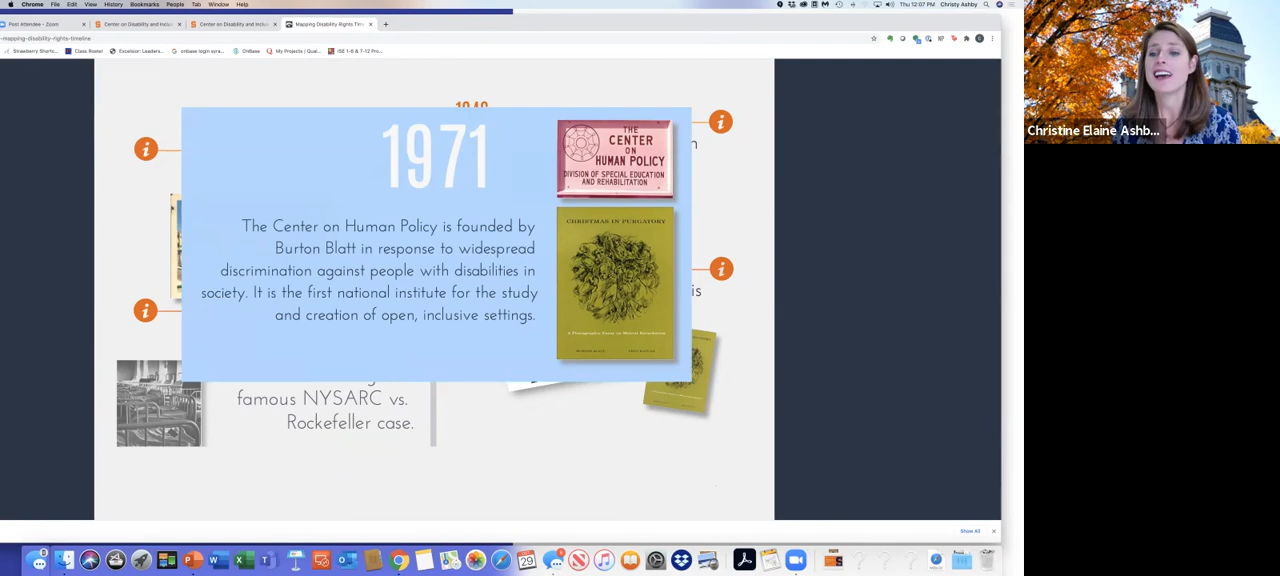 Chrome File Edit View History Bookmarks People Tab Window Help
Thu 12:07 PM Christy Ashby
Post Attendee - Zoom
Center on Disability and Inclu
Center on Disability and Inclu
Mapping Disability Rights Time
-mapping-disability-rights-timeline
Strawberry Shortc...
Class Roster
Excelsior: Leaders...
OnBase
My Projects | Qual...
ISE 1-6 & 7-12 Pro...
Christine Elaine Ashb...
1971
THE
CENTER
ON
HUMAN POLICY
DIVISION OF SPECIAL EDUCATION
AND REHABILITATION
The Center on Human Policy is founded by
Burton Blatt in response to widespread
discrimination against people with disabilities in
society. It is the first national institute for the study
and creation of open, inclusive settings.
CHRISTMAS IN PURGATORY
A Photographic Essay on Mental Retardation
is
famous NYSARC vs.
Rockefeller case.
Show All